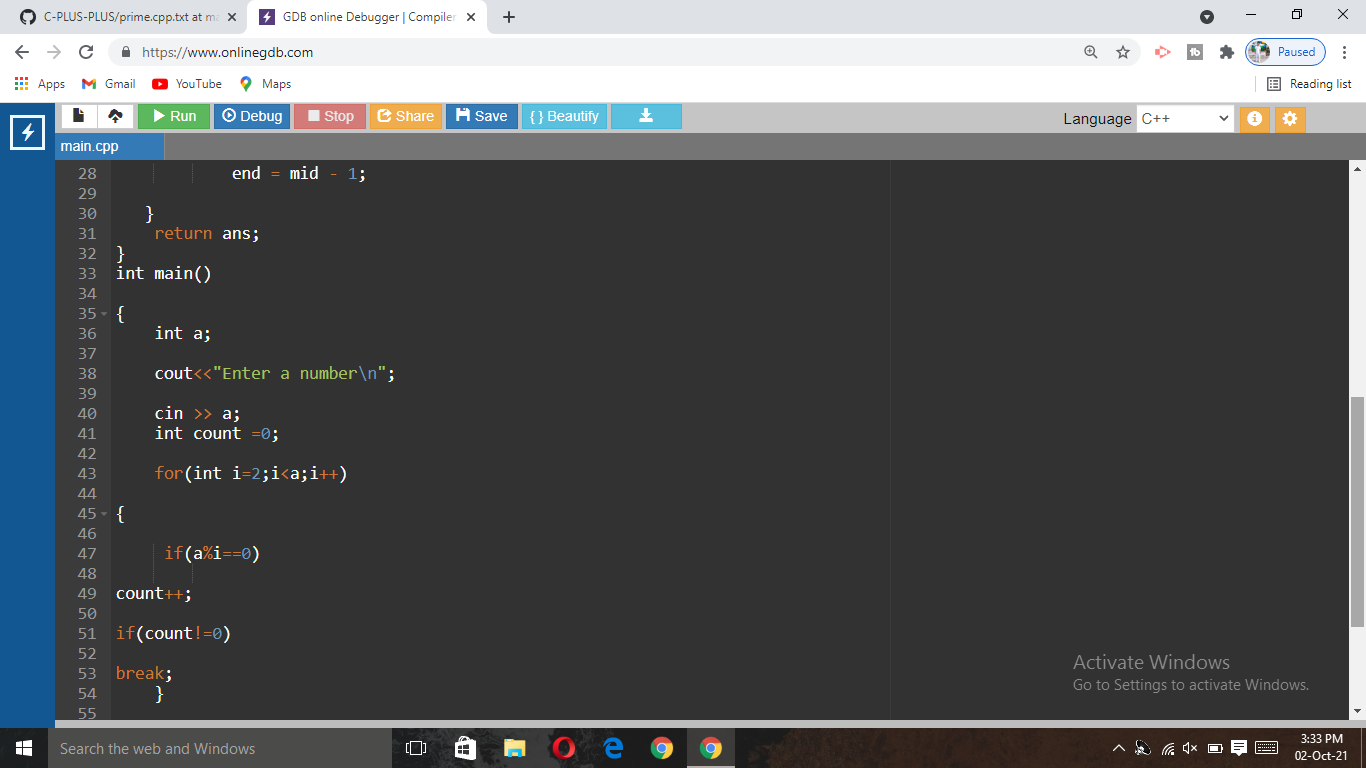 C-PLUS-PLUS/prime.cpp.txt at ma
GDB online Debugger | Compiler
https://www.onlinegdb.com
Paused
Apps Gmail YouTube Maps Reading list
Run Debug Stop Share Save { } Beautify
Language C++
main.cpp
28 end = mid - 1;
29
30 }
31 return ans;
32 }
33 int main()
34
35 {
36 int a;
37
38 cout<<"Enter a number\n";
39
40 cin >> a;
41 int count =0;
42
43 for(int i=2;i<a;i++)
44
45 {
46
47 if(a%i==0)
48
49 count++;
50
51 if(count!=0)
52
53 break;
54 }
55
Activate Windows
Go to Settings to activate Windows.
Search the web and Windows
3:33 PM
02-Oct-21